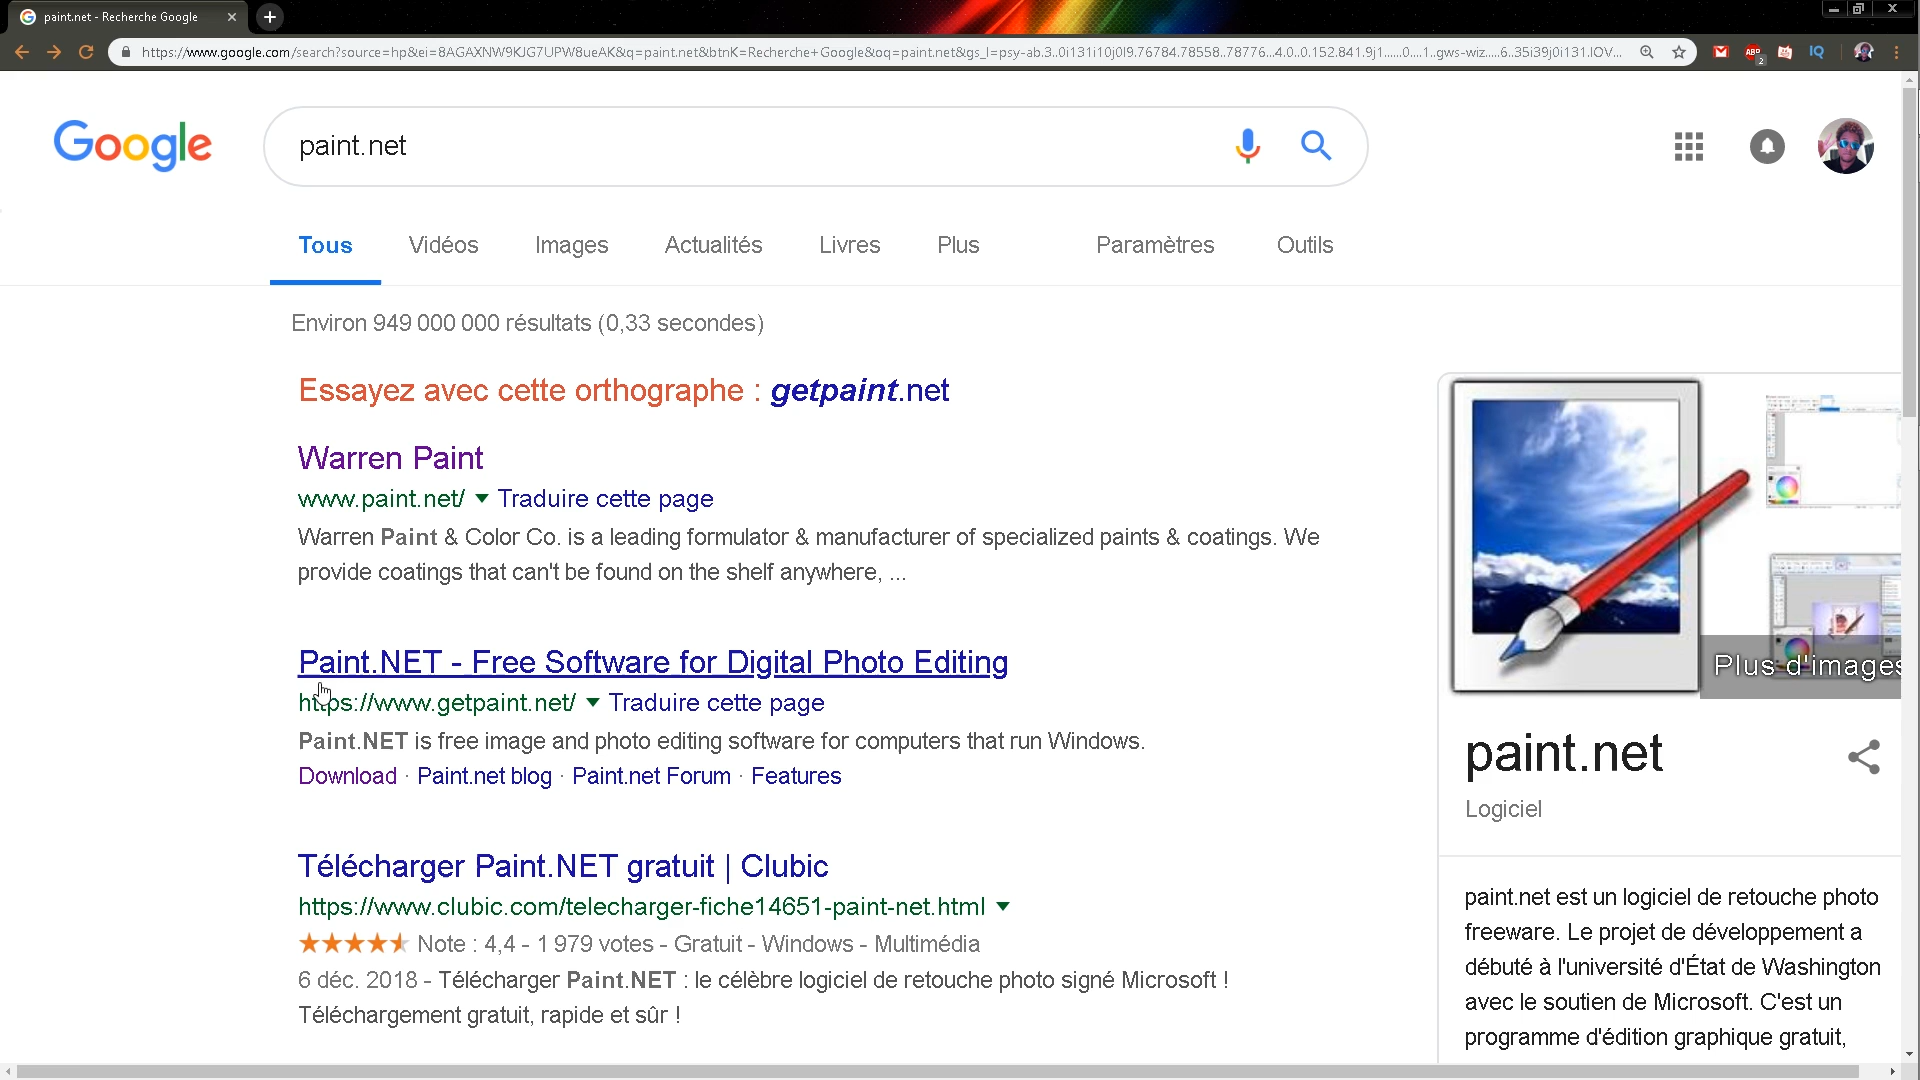 paint.net - Recherche Google
https://www.google.com/search?source=hp&ei=8AGAXNW9KJG7UPW8ueAK&q=paint.net&btnK=Recherche+Google&oq=paint.net&gs_l=psy-ab.3..0i131i10j0l9.76784.78558..78776...4.0..0.152.841.9j1......0....1..gws-wiz.....6..35i39j0i131.IOV...
ABP
2
IQ
Google
paint.net
Tous
Vidéos
Images
Actualités
Livres
Plus
Paramètres
Outils
Environ 949 000 000 résultats (0,33 secondes)
Essayez avec cette orthographe : getpaint.net
Warren Paint
www.paint.net/ ▼ Traduire cette page
Warren Paint & Color Co. is a leading formulator & manufacturer of specialized paints & coatings. We
provide coatings that can't be found on the shelf anywhere, ...
Paint.NET - Free Software for Digital Photo Editing
https://www.getpaint.net/ ▼ Traduire cette page
Paint.NET is free image and photo editing software for computers that run Windows.
Download · Paint.net blog · Paint.net Forum · Features
Télécharger Paint.NET gratuit | Clubic
https://www.clubic.com/telecharger-fiche14651-paint-net.html ▼
Note : 4,4 - 1 979 votes - Gratuit - Windows - Multimédia
6 déc. 2018 - Télécharger Paint.NET : le célèbre logiciel de retouche photo signé Microsoft !
Téléchargement gratuit, rapide et sûr !
Plus d'images
paint.net
Logiciel
paint.net est un logiciel de retouche photo
freeware. Le projet de développement a
débuté à l'université d'État de Washington
avec le soutien de Microsoft. C'est un
programme d'édition graphique gratuit,